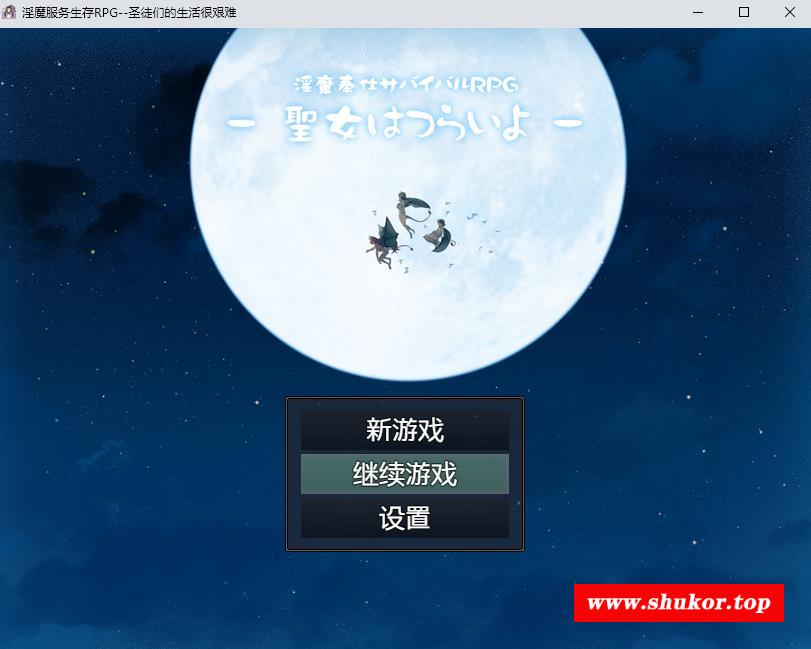 淫魔服务生存RPG--圣徒们的生活很艰难
淫魔奉仕サバイバルRPG
ー 聖女はつらいよ ー
新游戏
继续游戏
设置
www.shukor.top